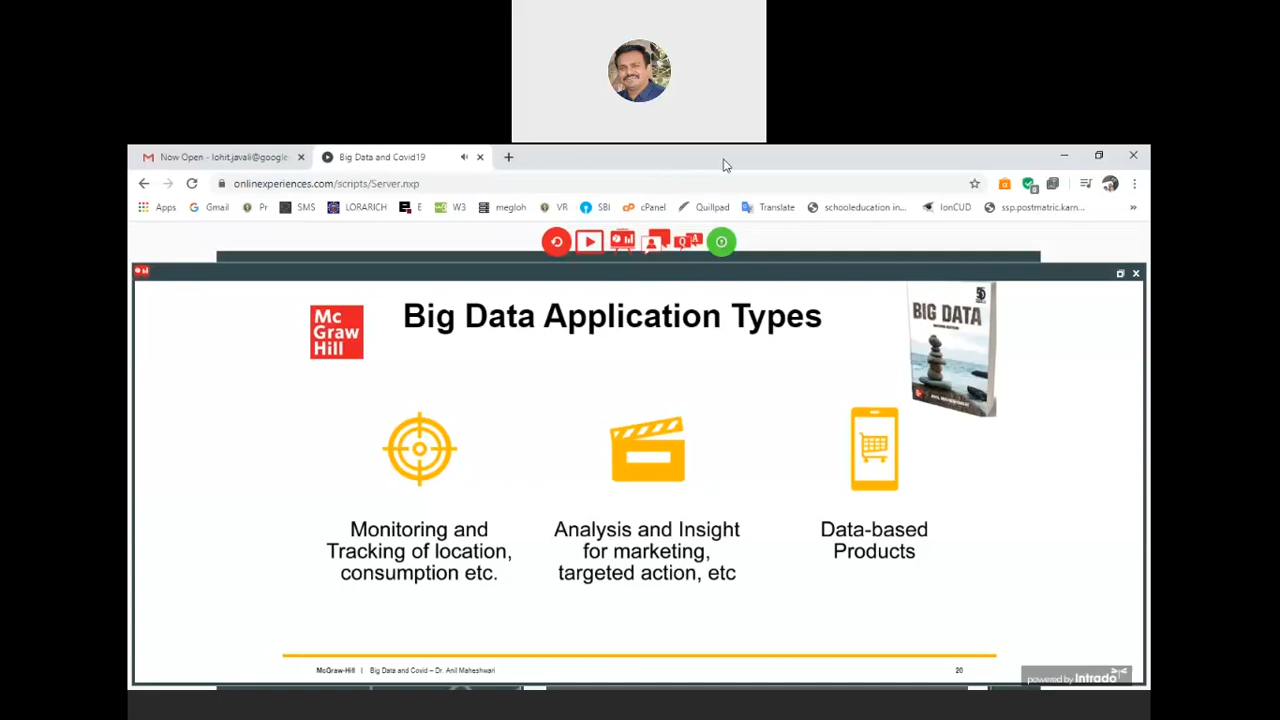 Now Open - lohit.javali@google
Big Data and Covid19
onlinexperiences.com/scripts/Server.nxp
Apps Gmail Pr SMS LORARICH E W3 megloh VR SBI cPanel Quillpad Translate schooleducation in... IonCUD ssp.postmatric.karn... »
Q A
Mc
Graw
Hill
Big Data Application Types
BIG DATA
Monitoring and
Tracking of location,
consumption etc.
Analysis and Insight
for marketing,
targeted action, etc
Data-based
Products
McGraw-Hill | Big Data and Covid – Dr. Anil Maheshwari
20
powered by Intrado